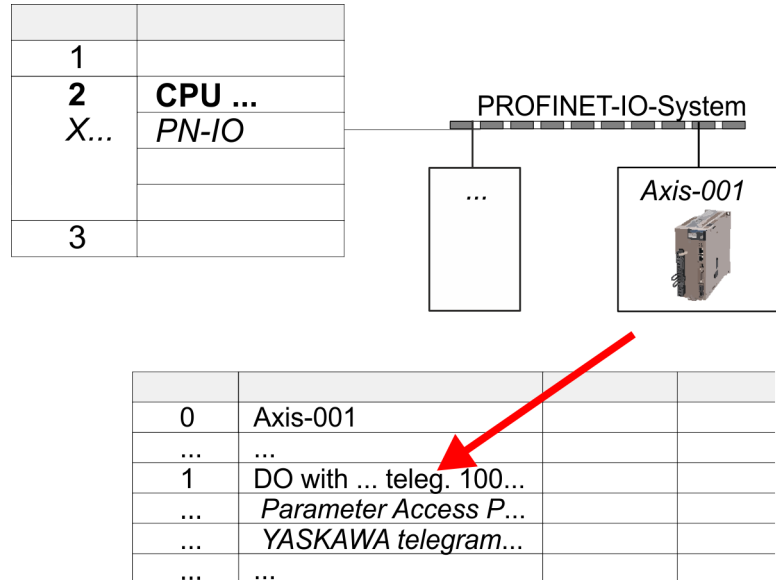 1
2 CPU ...
X... PN-IO
3
PROFINET-IO-System
...
Axis-001
0 Axis-001
... ...
1 DO with ... teleg. 100...
... Parameter Access P...
... YASKAWA telegram...
... ...